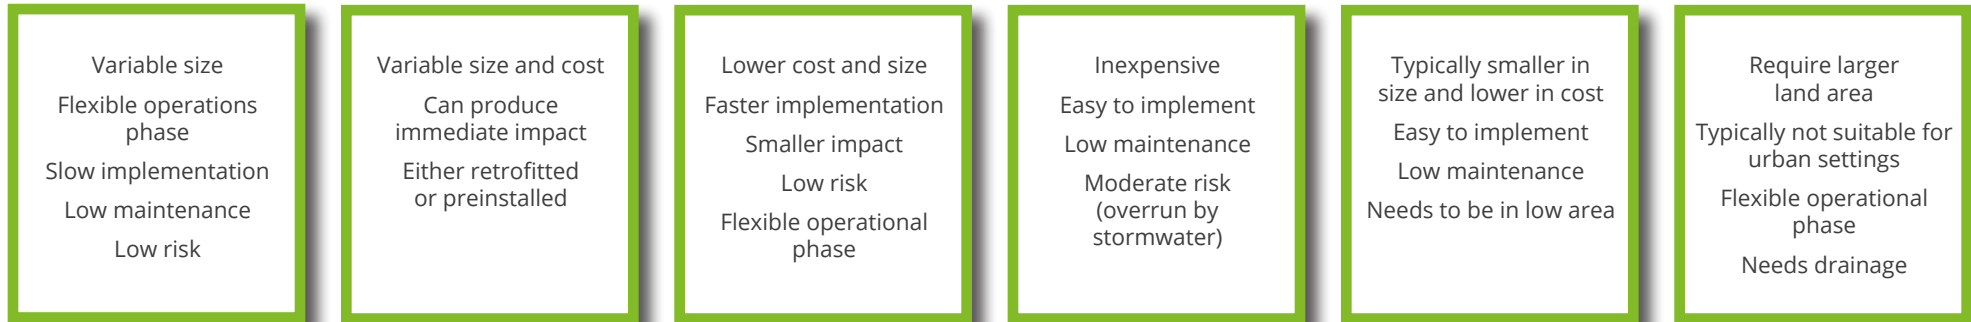 Variable size
Flexible operations
phase
Slow implementation
Low maintenance
Low risk
Variable size and cost
Can produce
immediate impact
Either retrofitted
or preinstalled
Lower cost and size
Faster implementation
Smaller impact
Low risk
Flexible operational
phase
Inexpensive
Easy to implement
Low maintenance
Moderate risk
(overrun by
stormwater)
Typically smaller in
size and lower in cost
Easy to implement
Low maintenance
Needs to be in low area
Require larger
land area
Typically not suitable for
urban settings
Flexible operational
phase
Needs drainage